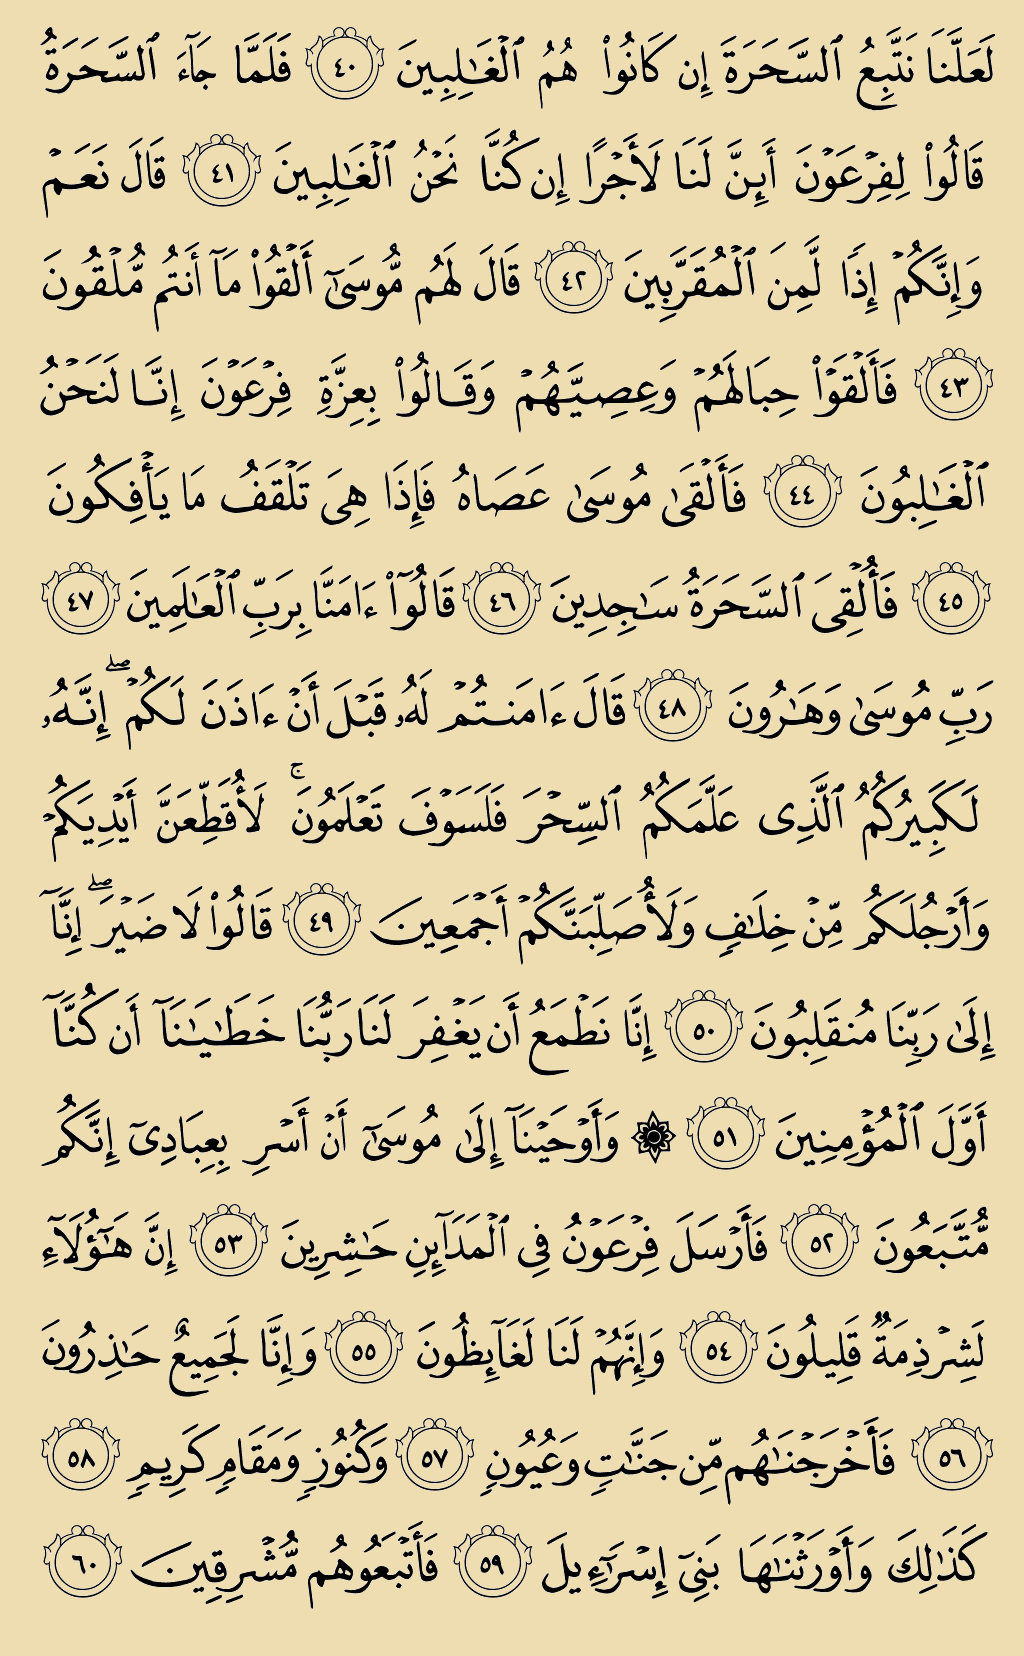 لَعَلَّنَا نَتَّبِعُ ٱلسَّحَرَةَ إِن كَانُوا۟ هُمُ ٱلْغَـٰلِبِينَ ٤٠ فَلَمَّا جَآءَ ٱلسَّحَرَةُ
قَالُوا۟ لِفِرْعَوْنَ أَئِنَّ لَنَا لَأَجْرًا إِن كُنَّا نَحْنُ ٱلْغَـٰلِبِينَ ٤١ قَالَ نَعَمْ
وَإِنَّكُمْ إِذًا لَّمِنَ ٱلْمُقَرَّبِينَ ٤٢ قَالَ لَهُم مُّوسَىٰٓ أَلْقُوا۟ مَآ أَنتُم مُّلْقُونَ
٤٣ فَأَلْقَوْا۟ حِبَالَهُمْ وَعِصِيَّهُمْ وَقَالُوا۟ بِعِزَّةِ فِرْعَوْنَ إِنَّا لَنَحْنُ
ٱلْغَـٰلِبُونَ ٤٤ فَأَلْقَىٰ مُوسَىٰ عَصَاهُ فَإِذَا هِىَ تَلْقَفُ مَا يَأْفِكُونَ
٤٥ فَأُلْقِىَ ٱلسَّحَرَةُ سَـٰجِدِينَ ٤٦ قَالُوٓا۟ ءَامَنَّا بِرَبِّ ٱلْعَـٰلَمِينَ ٤٧
رَبِّ مُوسَىٰ وَهَـٰرُونَ ٤٨ قَالَ ءَامَنتُمْ لَهُۥ قَبْلَ أَنْ ءَاذَنَ لَكُمْ ۖ إِنَّهُۥ
لَكَبِيرُكُمُ ٱلَّذِى عَلَّمَكُمُ ٱلسِّحْرَ فَلَسَوْفَ تَعْلَمُونَ ۚ لَأُقَطِّعَنَّ أَيْدِيَكُمْ
وَأَرْجُلَكُم مِّنْ خِلَـٰفٍ وَلَأُصَلِّبَنَّكُمْ أَجْمَعِينَ ٤٩ قَالُوا۟ لَا ضَيْرَ ۖ إِنَّآ
إِلَىٰ رَبِّنَا مُنقَلِبُونَ ٥٠ إِنَّا نَطْمَعُ أَن يَغْفِرَ لَنَا رَبُّنَا خَطَـٰيَـٰنَآ أَن كُنَّآ
أَوَّلَ ٱلْمُؤْمِنِينَ ٥١ ۞ وَأَوْحَيْنَآ إِلَىٰ مُوسَىٰٓ أَنْ أَسْرِ بِعِبَادِىٓ إِنَّكُم
مُّتَّبَعُونَ ٥٢ فَأَرْسَلَ فِرْعَوْنُ فِى ٱلْمَدَآئِنِ حَـٰشِرِينَ ٥٣ إِنَّ هَـٰٓؤُلَآءِ
لَشِرْذِمَةٌ قَلِيلُونَ ٥٤ وَإِنَّهُمْ لَنَا لَغَآئِظُونَ ٥٥ وَإِنَّا لَجَمِيعٌ حَـٰذِرُونَ
٥٦ فَأَخْرَجْنَـٰهُم مِّن جَنَّـٰتٍ وَعُيُونٍ ٥٧ وَكُنُوزٍ وَمَقَامٍ كَرِيمٍ ٥٨
كَذَٰلِكَ وَأَوْرَثْنَـٰهَا بَنِىٓ إِسْرَٰٓءِيلَ ٥٩ فَأَتْبَعُوهُم مُّشْرِقِينَ ٦٠